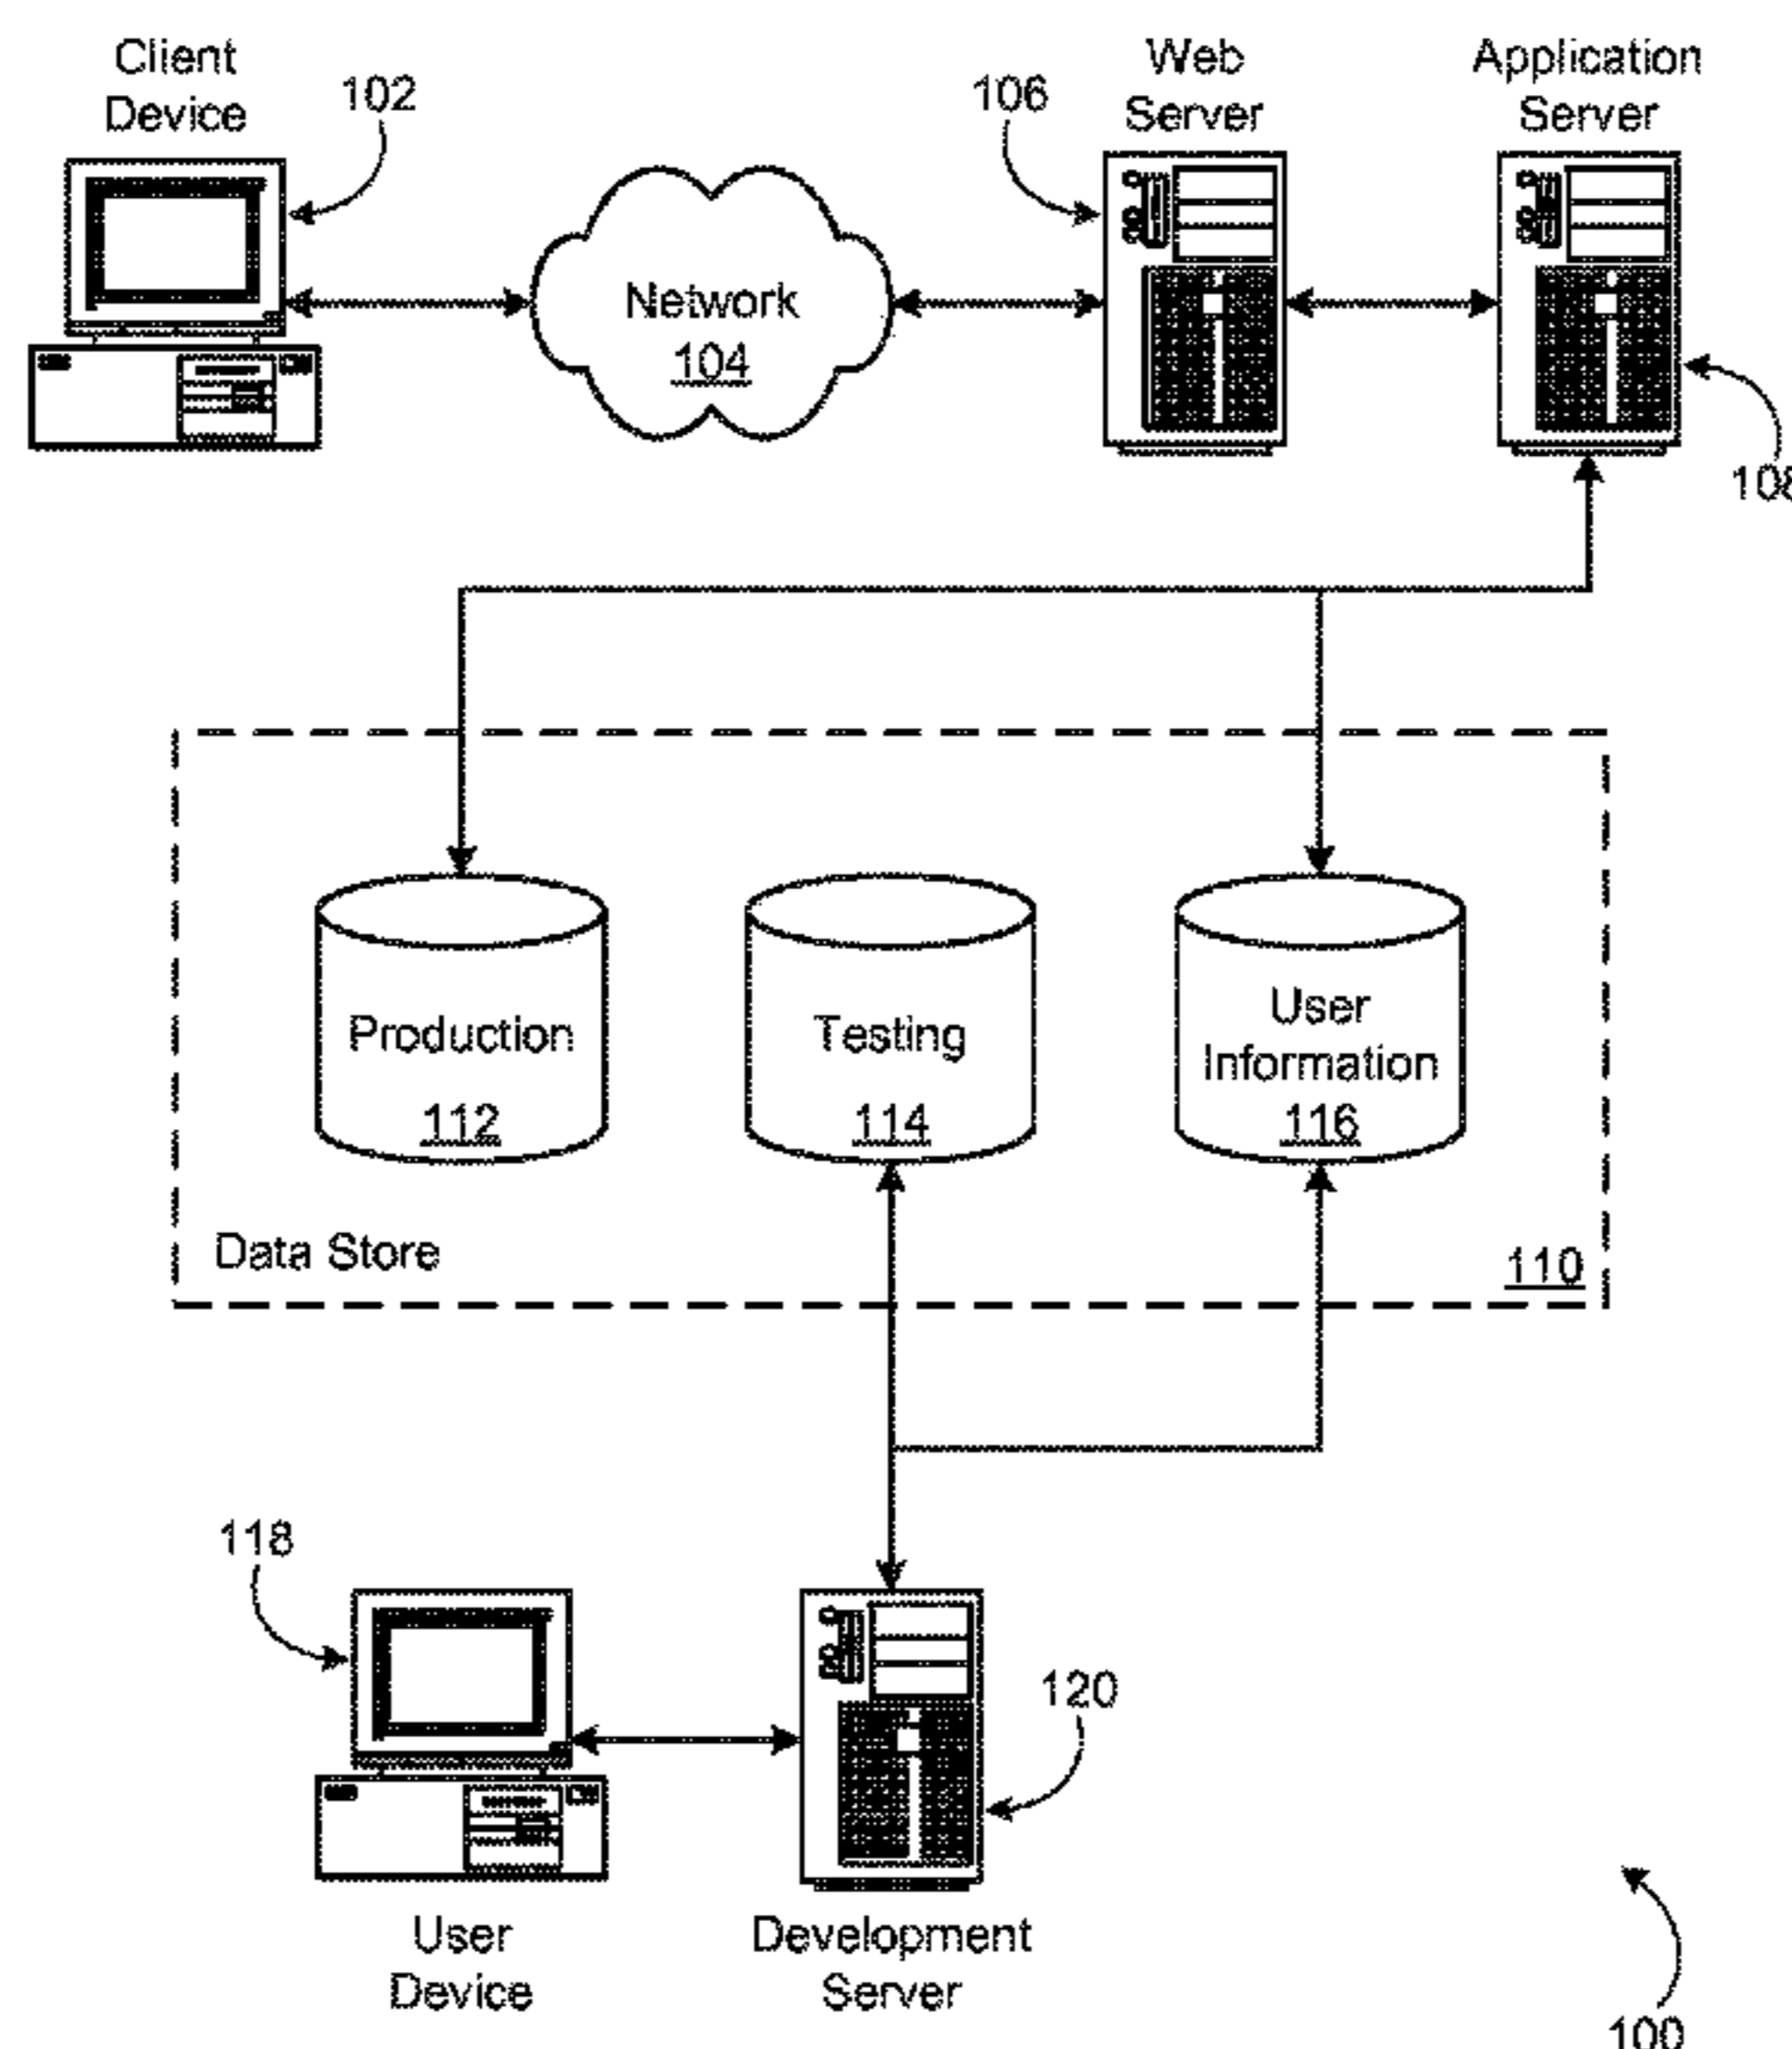 Client
Device
102
Network
104
106
Web
Server
Application
Server
108
Production
112
Testing
114
User
Information
116
Data Store
110
118
User
Device
120
Development
Server
100